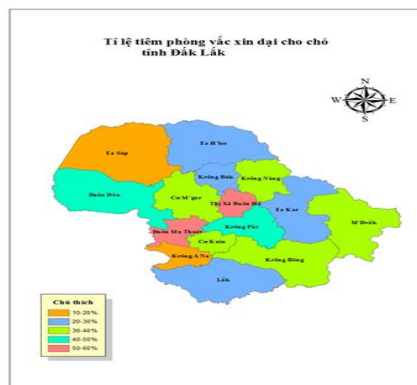 Tỉ lệ tiêm phòng vắc xin dại cho chó
tỉnh Đắk Lắk
N
W E
S
Ea H'leo
Ea Súp
Krông Búk
Krông Năng
Buôn Đôn
Cư M'gar
Thị Xã Buôn Hồ
Ea Kar
M'Đrắk
Krông Pắc
Buôn Ma Thuột
Cư Kuin
Krông A Na
Krông Bông
Lắk
Chú thích
10-20%
20-30%
30-40%
40-50%
50-60%